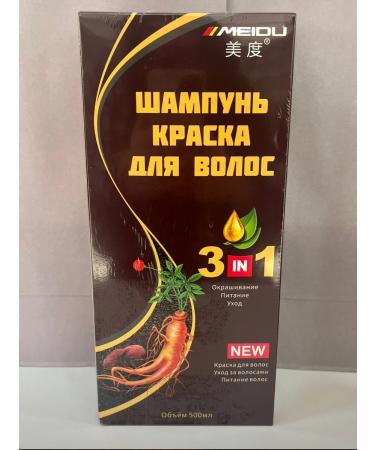 MEIDU
美度®
ШАМПУНЬ
КРАСКА
ДЛЯ ВОЛОС
3 IN 1
Окрашивание
Питание
Уход
NEW
Краска для волос
Уход за волосами
Питание волос
Объём 500мл